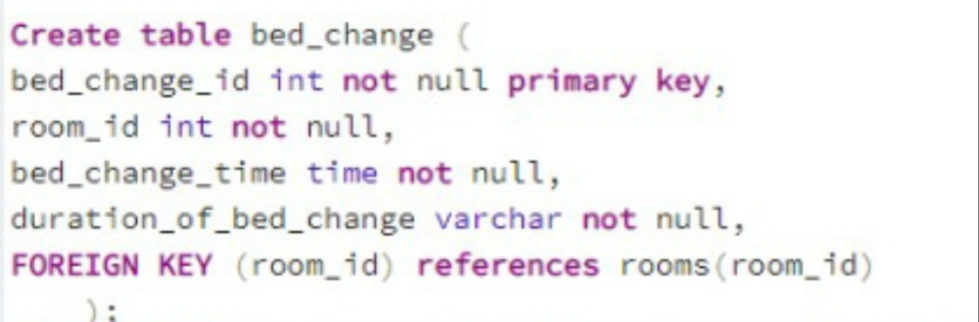 Create table bed_change (
bed_change_id int not null primary key,
room_id int not null,
bed_change_time time not null,
duration_of_bed_change varchar not null,
FOREIGN KEY (room_id) references rooms(room_id)
);